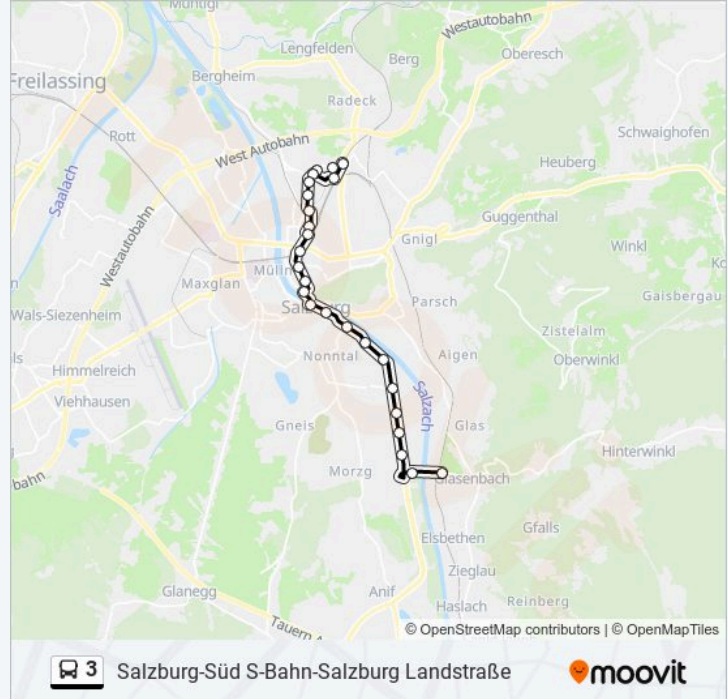 Muntigl
Westautobahn
Lengfelden
Berg
Oberesch
Freilassing
Bergheim
Radeck
Schwaighofen
Rott
West Autobahn
Heuberg
Saalach
Guggenthal
Westautobahn
Gnigl
Winkl
Mülln
Maxglan
Gaisbergau
Parsch
Wals-Siezenheim
Salzburg
Zistelalm
Nonntal
Aigen
Oberwinkl
Himmelreich
Viehhausen
Salzach
Gneis
Glas
Hinterwinkl
Morzg
Glasenbach
bahn
Gfalls
Elsbethen
Zieglau
Glanegg
Anif
Reinberg
Haslach
Tauern A
© OpenStreetMap contributors | © OpenMapTiles
3 Salzburg-Süd S-Bahn-Salzburg Landstraße
moovit